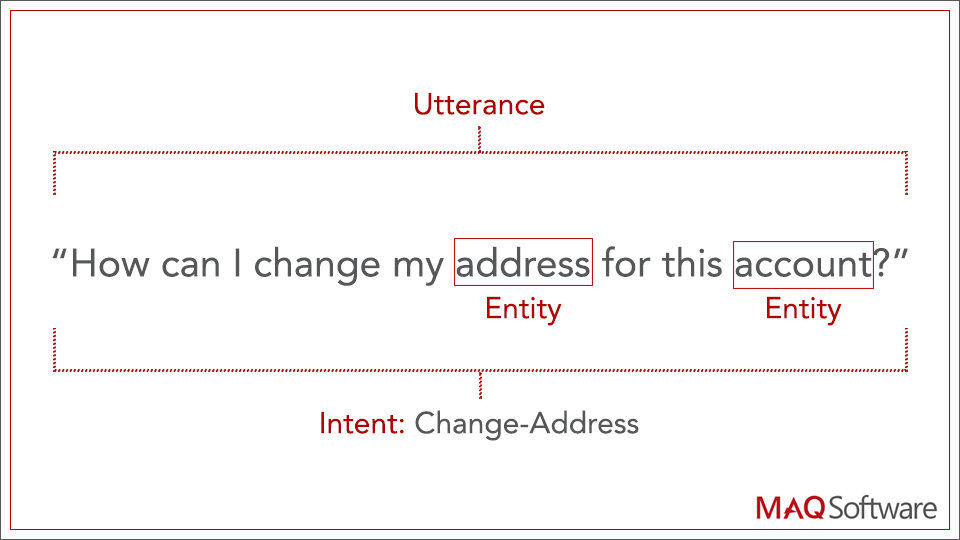 Utterance
“How can I change my address for this account?”
Entity Entity
Intent: Change-Address
MAQ Software